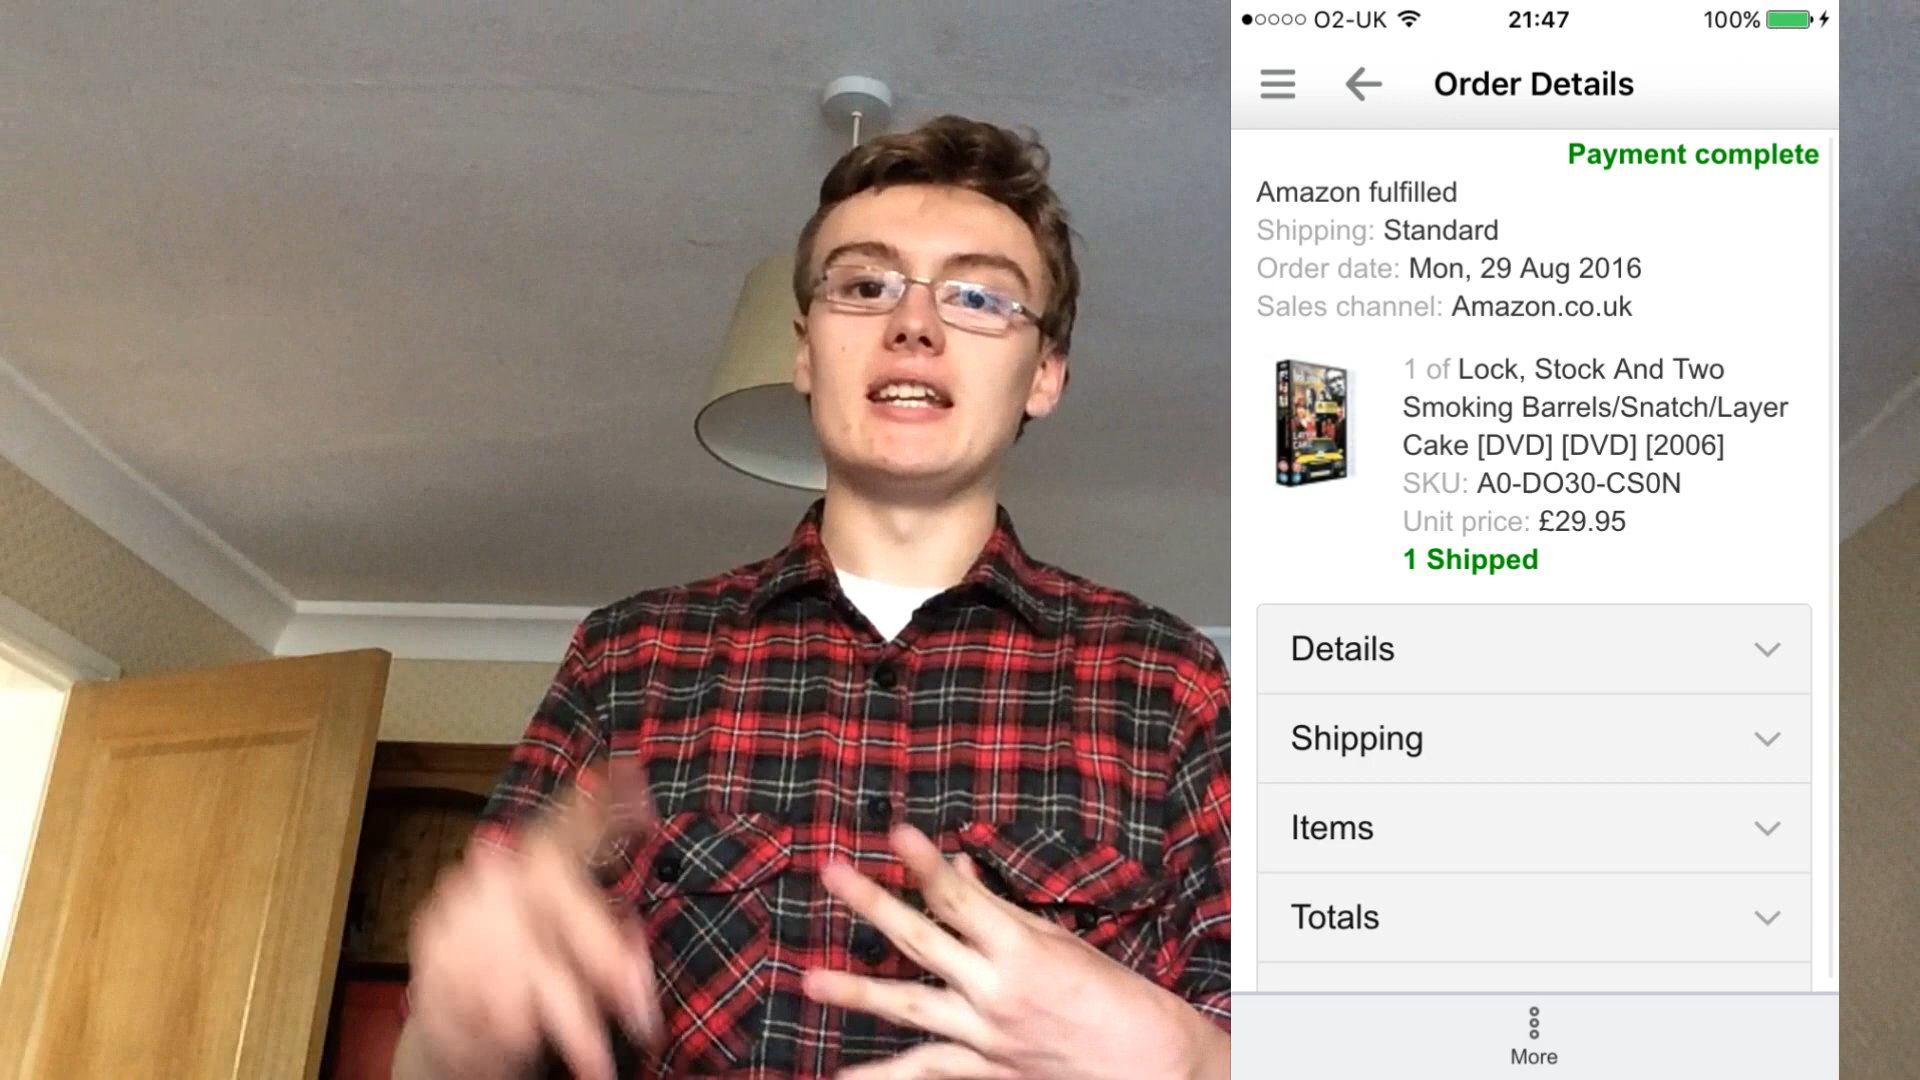 O2-UK 21:47 100%
Order Details
Payment complete
Amazon fulfilled
Shipping: Standard
Order date: Mon, 29 Aug 2016
Sales channel: Amazon.co.uk
1 of Lock, Stock And Two
Smoking Barrels/Snatch/Layer
Cake [DVD] [DVD] [2006]
SKU: A0-DO30-CS0N
Unit price: £29.95
1 Shipped
Details
Shipping
Items
Totals
More